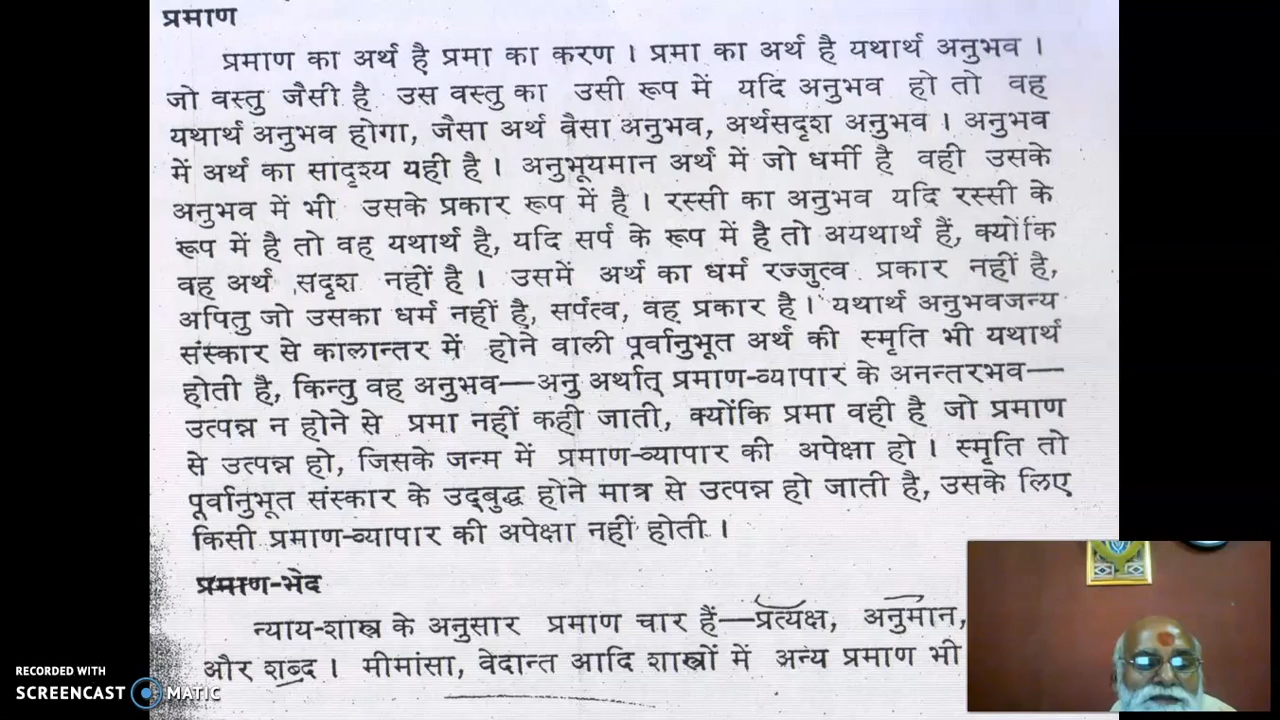 प्रमाण
प्रमाण का अर्थ है प्रमा का करण । प्रमा का अर्थ है यथार्थ अनुभव ।
जो वस्तु जैसी है उस वस्तु का उसी रूप में यदि अनुभव हो तो वह
यथार्थ अनुभव होगा, जैसा अर्थ वैसा अनुभव, अर्थसदृश अनुभव । अनुभव
में अर्थ का सादृश्य यही है । अनुभूयमान अर्थ में जो धर्मी है वही उसके
अनुभव में भी उसके प्रकार रूप में है । रस्सी का अनुभव यदि रस्सी के
रूप में है तो वह यथार्थ है, यदि सर्प के रूप में है तो अयथार्थ हैं, क्योंकि
वह अर्थ सदृश नहीं है । उसमें अर्थ का धर्म रज्जुत्व प्रकार नहीं है,
अपितु जो उसका धर्म नहीं है, सर्पत्व, वह प्रकार है । यथार्थ अनुभवजन्य
संस्कार से कालान्तर में होने वाली पूर्वानुभूत अर्थ की स्मृति भी यथार्थ
होती है, किन्तु वह अनुभव—अनु अर्थात् प्रमाण-व्यापार के अनन्तरभव—
उत्पन्न न होने से प्रमा नहीं कही जाती, क्योंकि प्रमा वही है जो प्रमाण
से उत्पन्न हो, जिसके जन्म में प्रमाण-व्यापार की अपेक्षा हो । स्मृति तो
पूर्वानुभूत संस्कार के उद्‌बुद्ध होने मात्र से उत्पन्न हो जाती है, उसके लिए
किसी प्रमाण-व्यापार की अपेक्षा नहीं होती ।
प्रमाण-भेद
न्याय-शास्त्र के अनुसार प्रमाण चार हैं—प्रत्यक्ष, अनुमान,
और शब्द । मीमांसा, वेदान्त आदि शास्त्रों में अन्य प्रमाण भी
RECORDED WITH
SCREENCAST MATIC